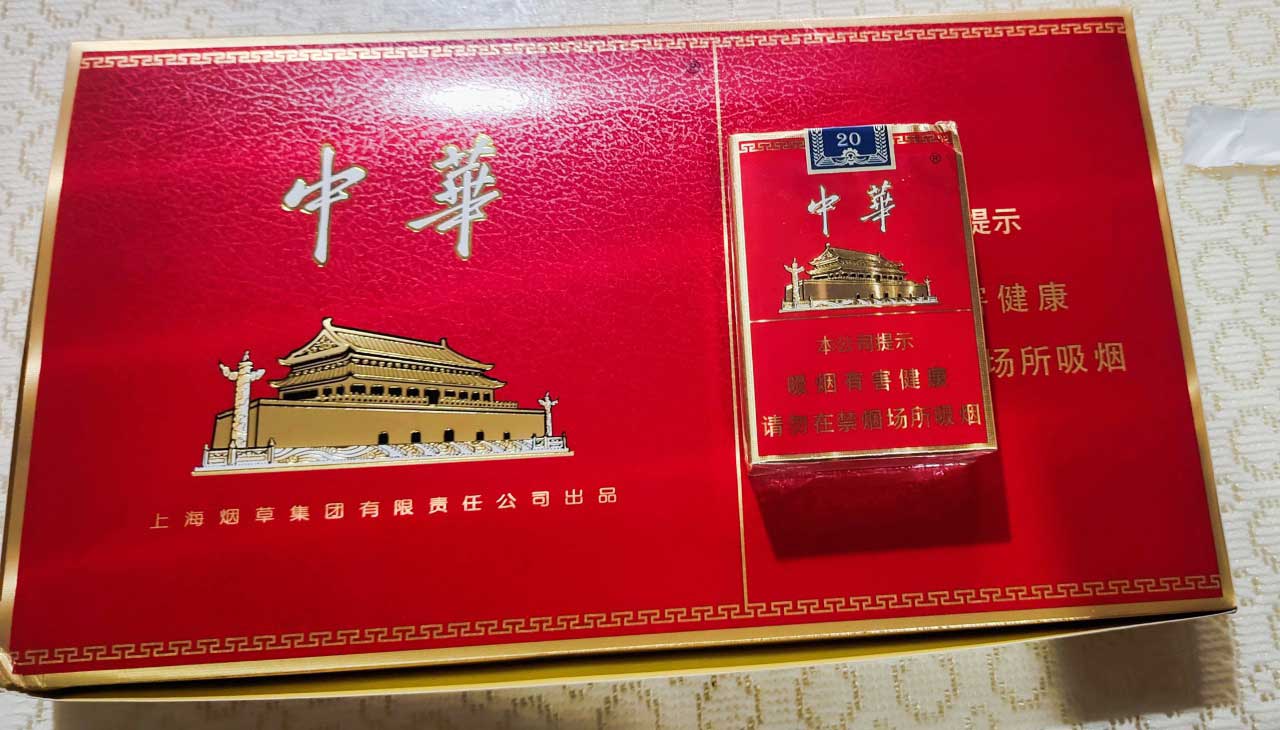 中華
上海烟草集团有限责任公司出品
20
中華
®
本公司提示
吸烟有害健康
请勿在禁烟场所吸烟
提示
健康
场所吸烟